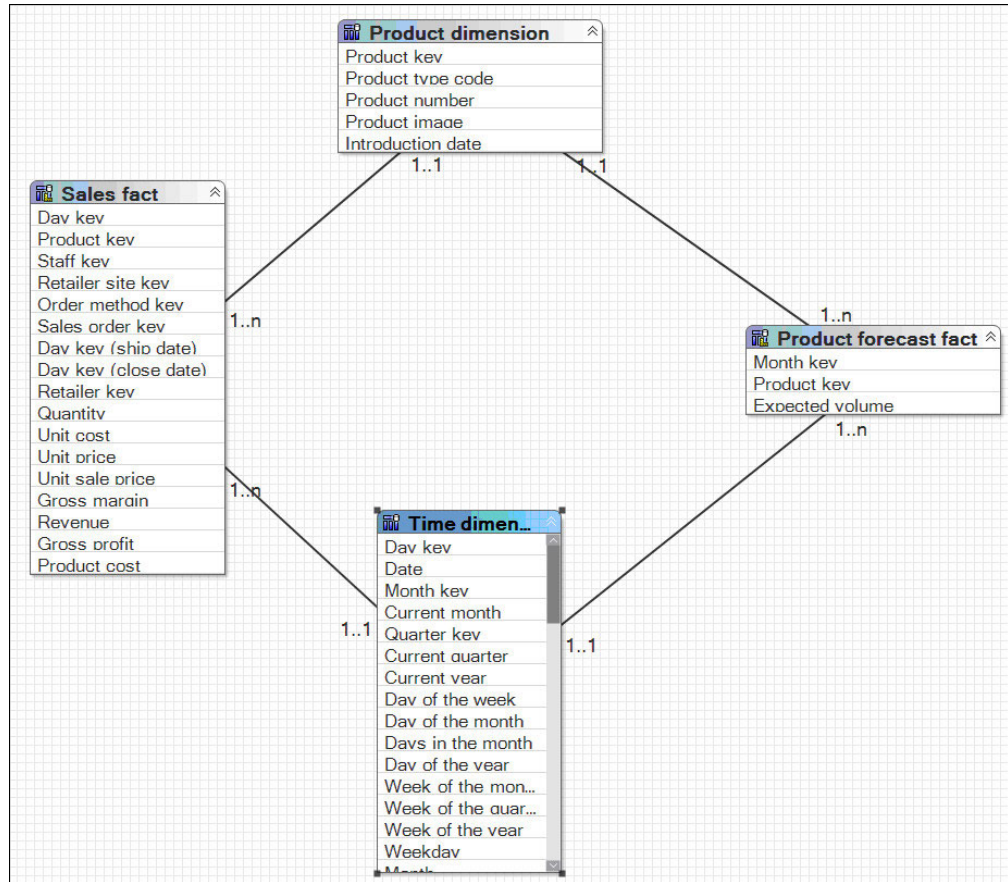 Product dimension
Product key
Product type code
Product number
Product image
Introduction date
1..1
1..1
Sales fact
Day key
Product key
Staff key
Retailer site key
Order method key
Sales order key
Day key (ship date)
Day key (close date)
Retailer key
Quantity
Unit cost
Unit price
Unit sale price
Gross margin
Revenue
Gross profit
Product cost
1..n
1..n
1..n
Product forecast fact
Month key
Product key
Expected volume
1..n
Time dimen...
Day key
Date
Month key
Current month
Quarter key
Current quarter
Current year
Day of the week
Day of the month
Days in the month
Day of the year
Week of the mon...
Week of the quar...
Week of the year
Weekday
Month
1..1
1..1